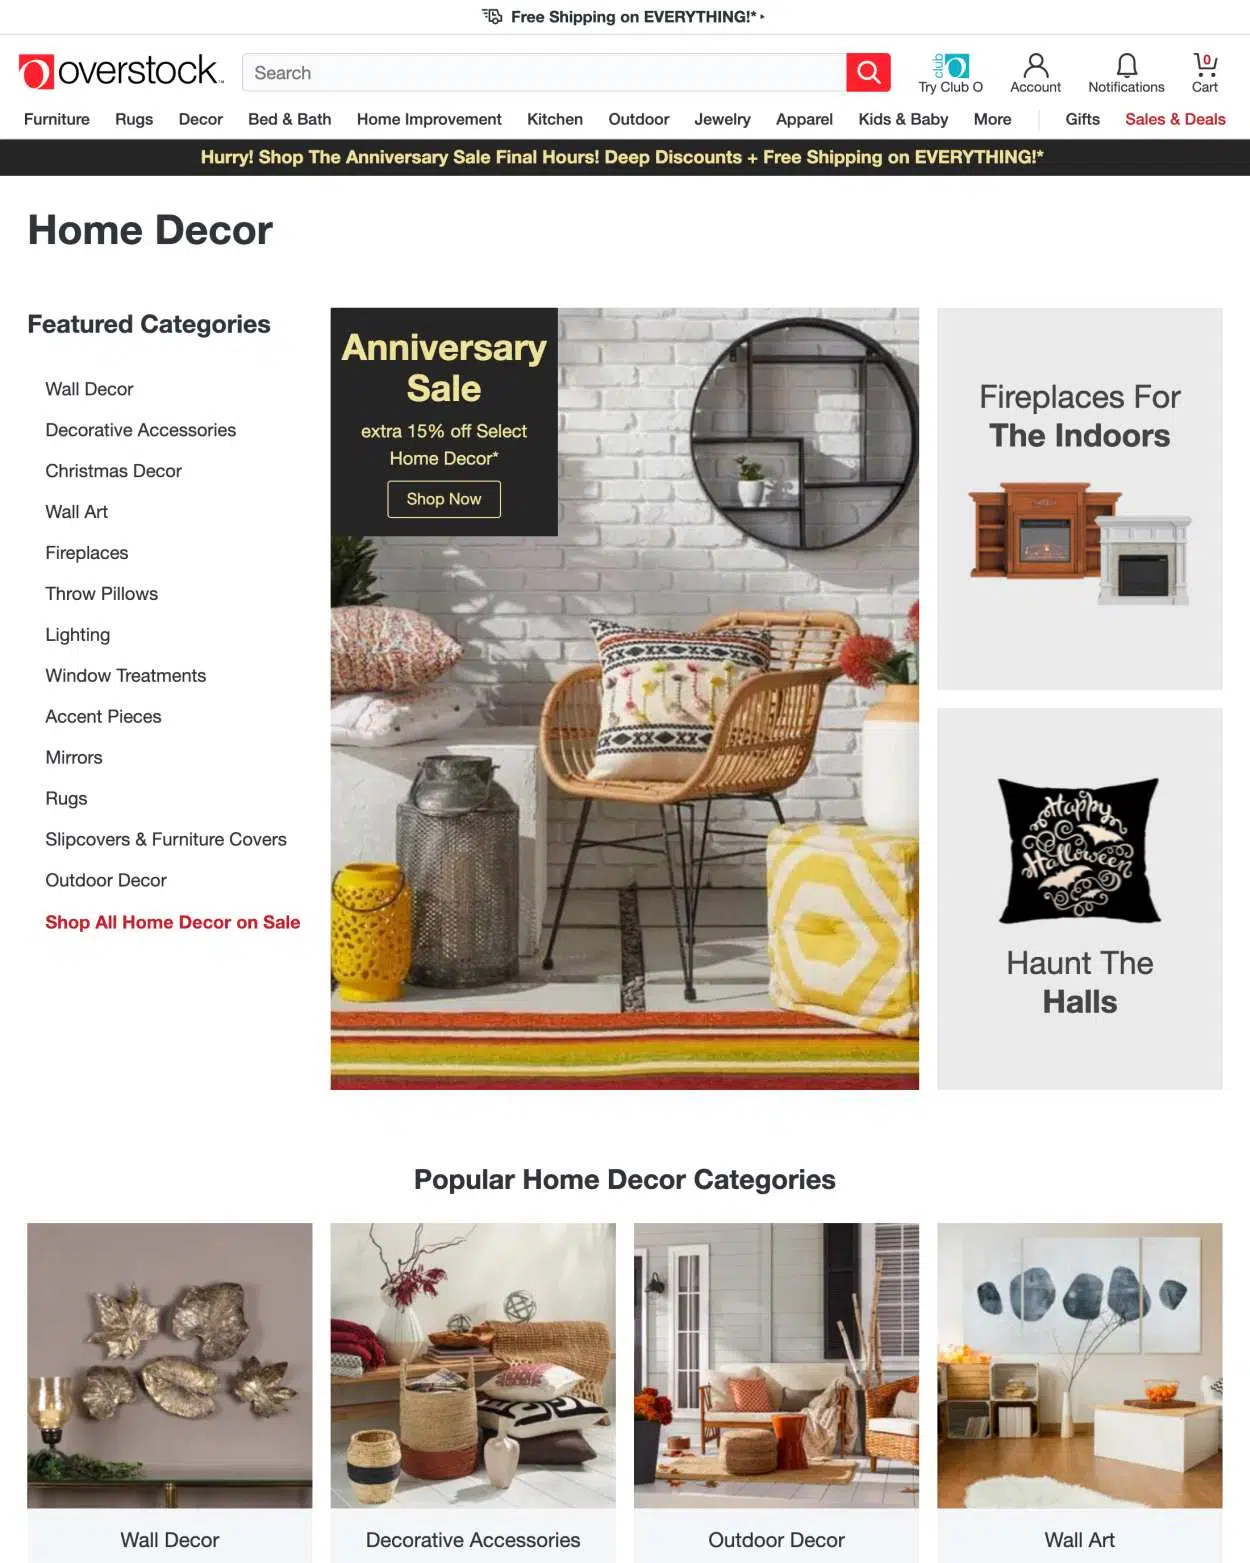 Free Shipping on EVERYTHING!*
overstock™
Search
club
Try Club O
Account
Notifications
0
Cart
Furniture
Rugs
Decor
Bed & Bath
Home Improvement
Kitchen
Outdoor
Jewelry
Apparel
Kids & Baby
More
Gifts
Sales & Deals
Hurry! Shop The Anniversary Sale Final Hours! Deep Discounts + Free Shipping on EVERYTHING!*
Home Decor
Featured Categories
Wall Decor
Decorative Accessories
Christmas Decor
Wall Art
Fireplaces
Throw Pillows
Lighting
Window Treatments
Accent Pieces
Mirrors
Rugs
Slipcovers & Furniture Covers
Outdoor Decor
Shop All Home Decor on Sale
Anniversary
Sale
extra 15% off Select
Home Decor*
Shop Now
Fireplaces For
The Indoors
Happy
Halloween
Haunt The
Halls
Popular Home Decor Categories
Wall Decor
Decorative Accessories
Outdoor Decor
Wall Art